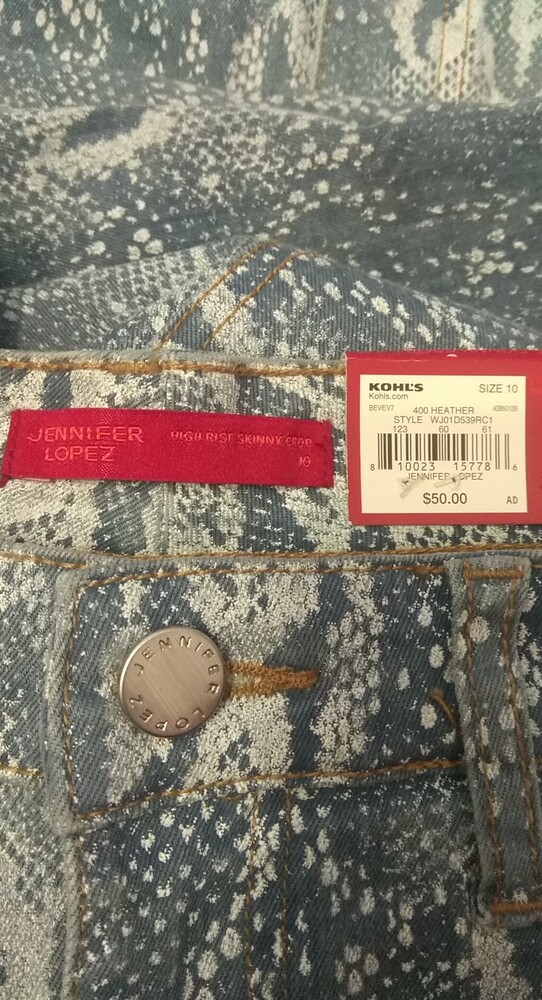 KOHL'S
Kohls.com
SIZE 10
BEVEV7
400 HEATHER
STYLE WJ01D539RC1
123 60 61
8 10023 15778 6
JENNIFER LOPEZ
$50.00
AD
JENNIFER
LOPEZ
HIGH RISE SKINNY CROP
10
JENNIFER LOPEZ